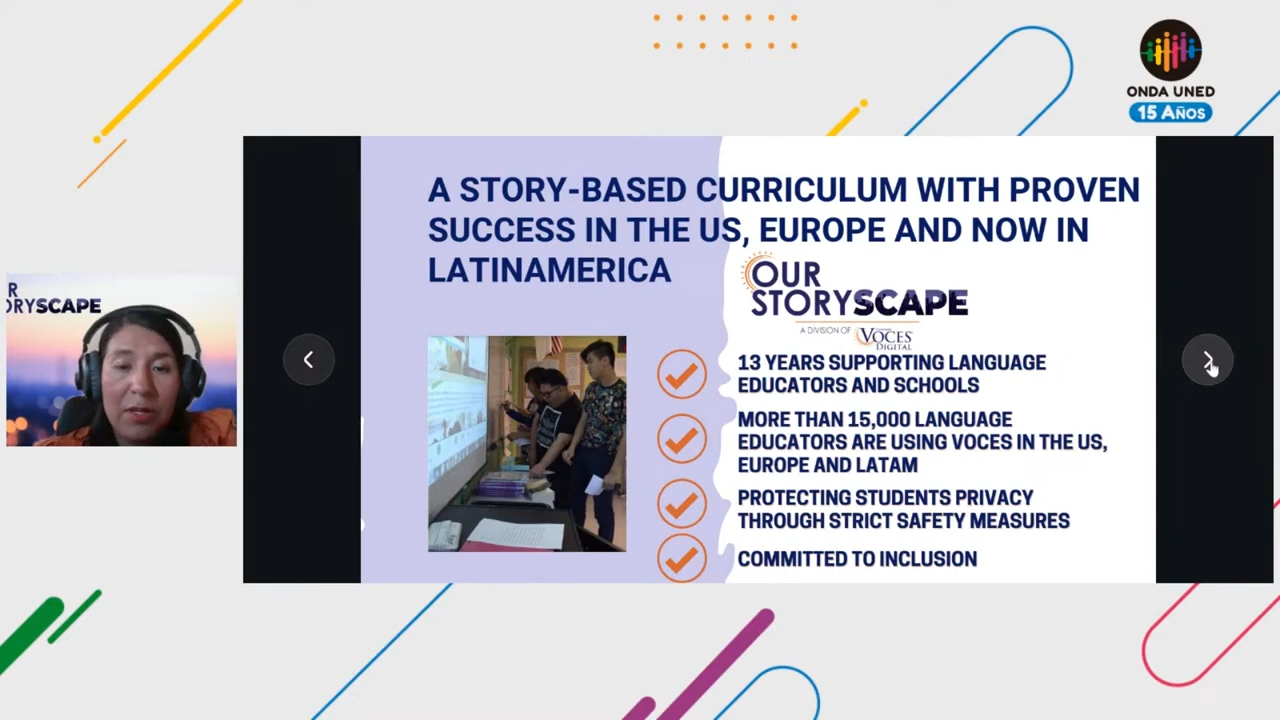 ONDA UNED
15 AÑOS
A STORY-BASED CURRICULUM WITH PROVEN
SUCCESS IN THE US, EUROPE AND NOW IN
LATINAMERICA
OUR
STORYSCAPE
A DIVISION OF VOCES
DIGITAL
R
ORYSCAPE
13 YEARS SUPPORTING LANGUAGE
EDUCATORS AND SCHOOLS
MORE THAN 15,000 LANGUAGE
EDUCATORS ARE USING VOCES IN THE US,
EUROPE AND LATAM
PROTECTING STUDENTS PRIVACY
THROUGH STRICT SAFETY MEASURES
COMMITTED TO INCLUSION